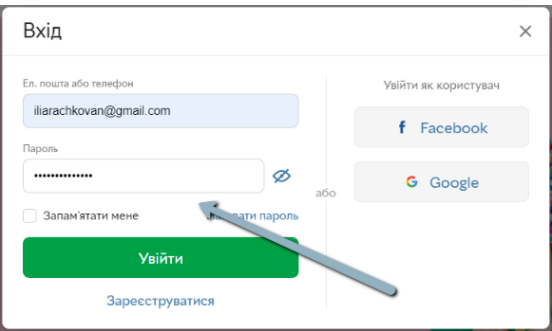 Вхід
Ел. пошта або телефон
iliarachkovan@gmail.com
Пароль
Запам'ятати мене
пароль
Увійти
Зареєструватися
або
Увійти як користувач
Facebook
Google